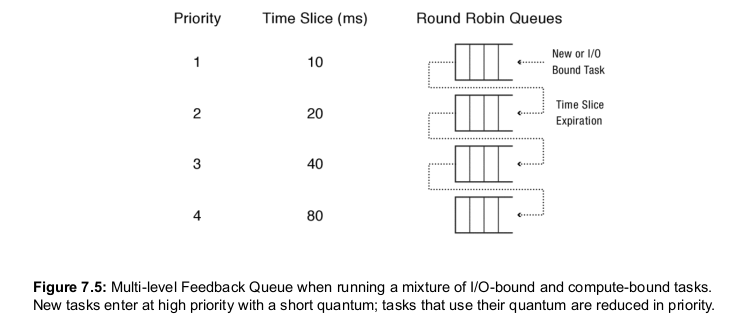 Priority Time Slice (ms) Round Robin Queues
1 10 New or I/O
Bound Task
2 20 Time Slice
Expiration
3 40
4 80
Figure 7.5: Multi-level Feedback Queue when running a mixture of I/O-bound and compute-bound tasks.
New tasks enter at high priority with a short quantum; tasks that use their quantum are reduced in priority.